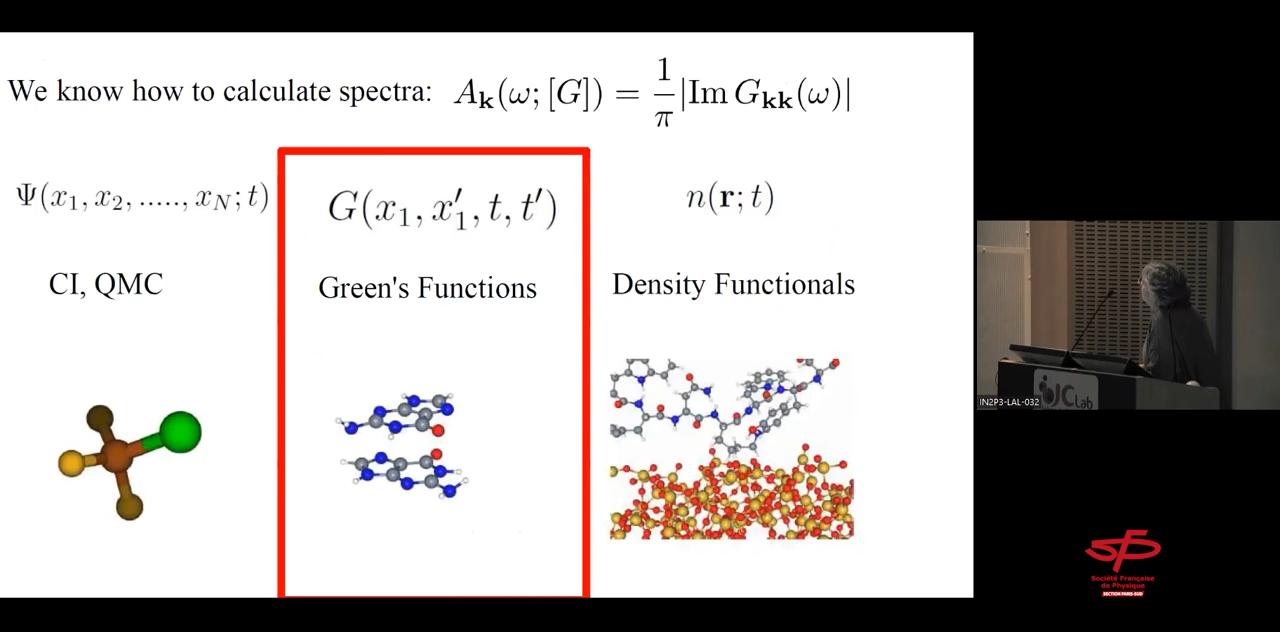 We know how to calculate spectra: $A_{\mathbf{k}}(\omega; [G]) = \frac{1}{\pi} |\mathrm{Im}\, G_{\mathbf{kk}}(\omega)|$
$\Psi(x_1, x_2, ....., x_N; t)$
$G(x_1, x_1', t, t')$
$n(\mathbf{r}; t)$
CI, QMC
Green's Functions
Density Functionals
IJCLab
IN2P3-LAL-032
Société Française
de Physique
SECTION PARIS-SUD